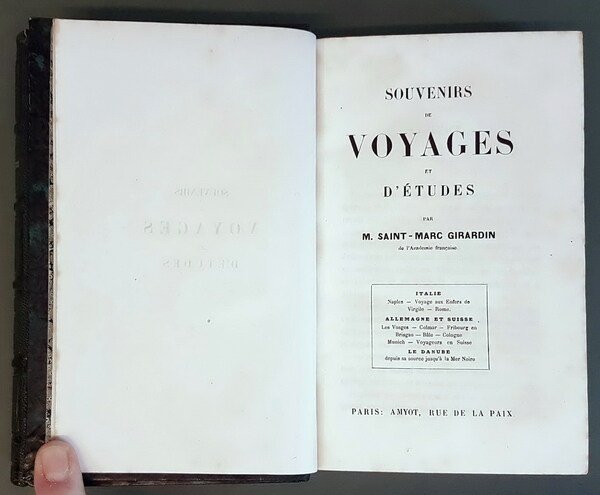 SOUVENIRS
DE
VOYAGES
ET
D'ÉTUDES
PAR
M. SAINT-MARC GIRARDIN
de l'Académie française.
ITALIE
Naples — Voyage aux Enfers de
Virgile — Rome.
ALLEMAGNE ET SUISSE
Les Vosges — Colmar — Fribourg en
Brisgau — Bâle — Cologne
Munich — Voyageurs en Suisse
LE DANUBE
depuis sa source jusqu'à la Mer Noire
PARIS: AMYOT, RUE DE LA PAIX.